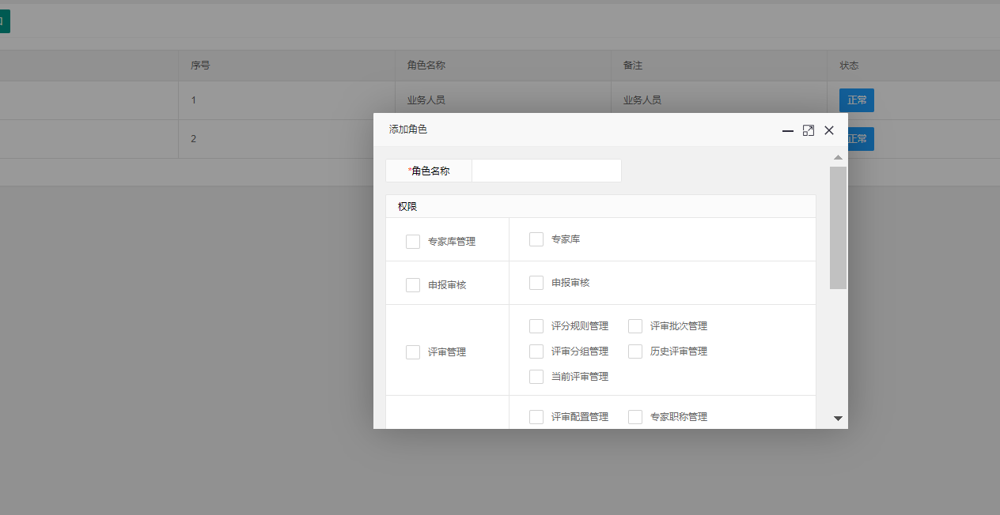 序号 角色名称 备注 状态
1 业务人员 业务人员 正常
2 正常
添加角色
*角色名称
权限
专家库管理 专家库
申报审核 申报审核
评分规则管理 评审批次管理
评审管理 评审分组管理 历史评审管理
当前评审管理
评审配置管理 专家职称管理